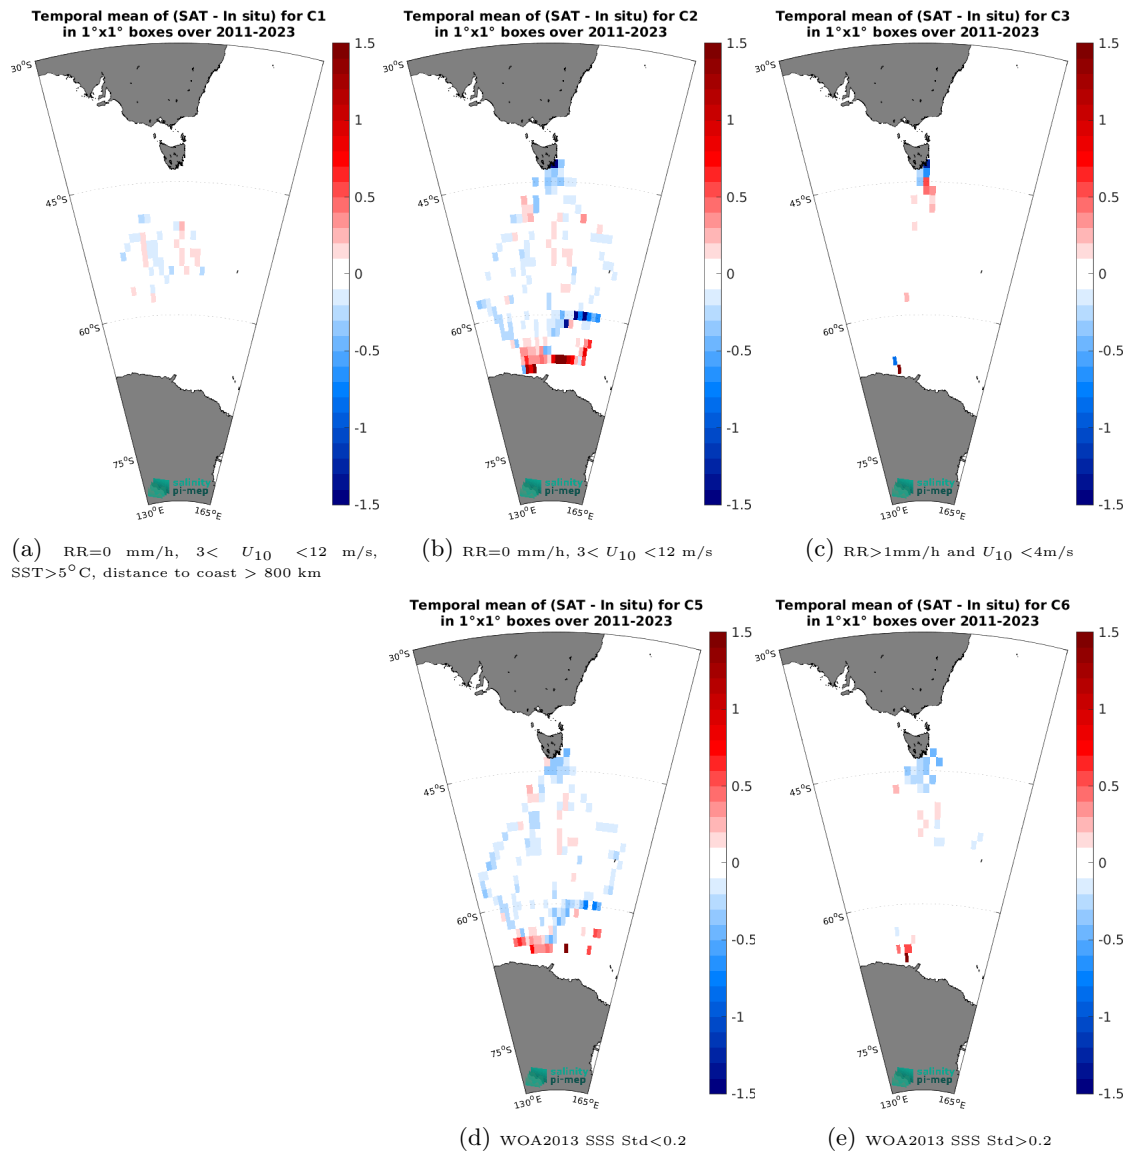 Temporal mean of (SAT - In situ) for C1
in 1°x1° boxes over 2011-2023
30°S
45°S
60°S
75°S
130°E
165°E
1.5
1
0.5
0
-0.5
-1
-1.5
salinity
pi-mep
(a) RR=0 mm/h, 3< U10 <12 m/s,
SST>5°C, distance to coast > 800 km
Temporal mean of (SAT - In situ) for C2
in 1°x1° boxes over 2011-2023
30°S
45°S
60°S
75°S
130°E
165°E
1.5
1
0.5
0
-0.5
-1
-1.5
salinity
pi-mep
(b) RR=0 mm/h, 3< U10 <12 m/s
Temporal mean of (SAT - In situ) for C3
in 1°x1° boxes over 2011-2023
30°S
45°S
60°S
75°S
130°E
165°E
1.5
1
0.5
0
-0.5
-1
-1.5
salinity
pi-mep
(c) RR>1mm/h and U10 <4m/s
Temporal mean of (SAT - In situ) for C5
in 1°x1° boxes over 2011-2023
30°S
45°S
60°S
75°S
130°E
165°E
1.5
1
0.5
0
-0.5
-1
-1.5
salinity
pi-mep
(d) WOA2013 SSS Std<0.2
Temporal mean of (SAT - In situ) for C6
in 1°x1° boxes over 2011-2023
30°S
45°S
60°S
75°S
130°E
165°E
1.5
1
0.5
0
-0.5
-1
-1.5
salinity
pi-mep
(e) WOA2013 SSS Std>0.2